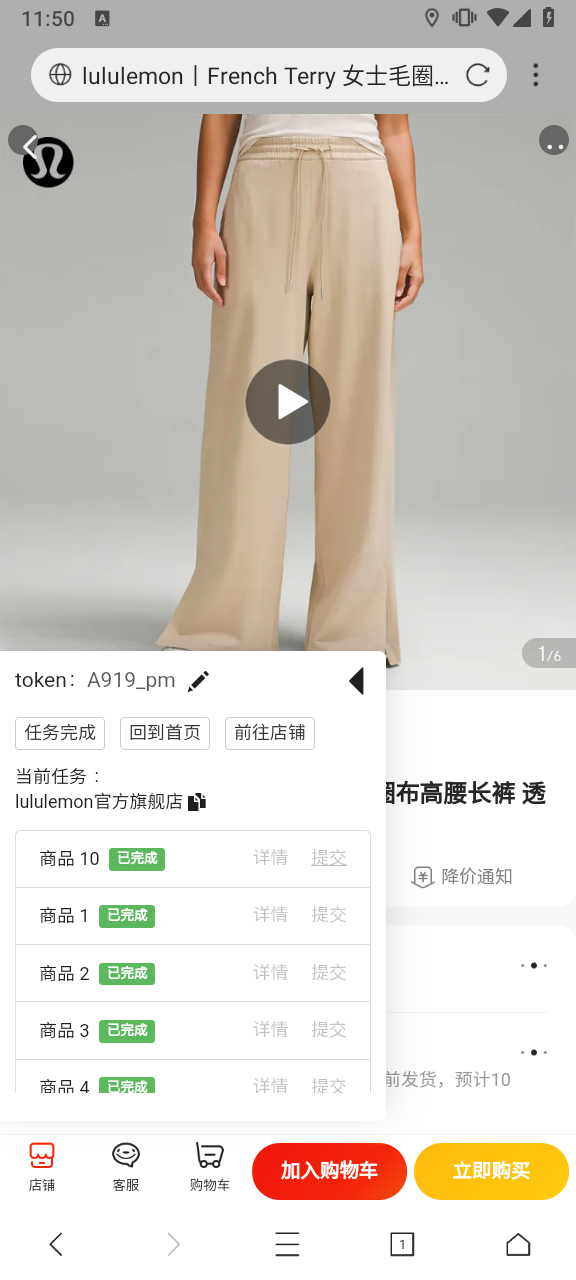 11:50
lululemon丨French Terry 女士毛圈...
1/6
token： A919_pm
任务完成 回到首页 前往店铺
当前任务：
lululemon官方旗舰店
圈布高腰长裤 透
商品 10 已完成 详情 提交
降价通知
商品 1 已完成 详情 提交
商品 2 已完成 详情 提交
商品 3 已完成 详情 提交
前发货，预计10
商品 4 已完成 详情 提交
店铺 客服 购物车 加入购物车 立即购买
1